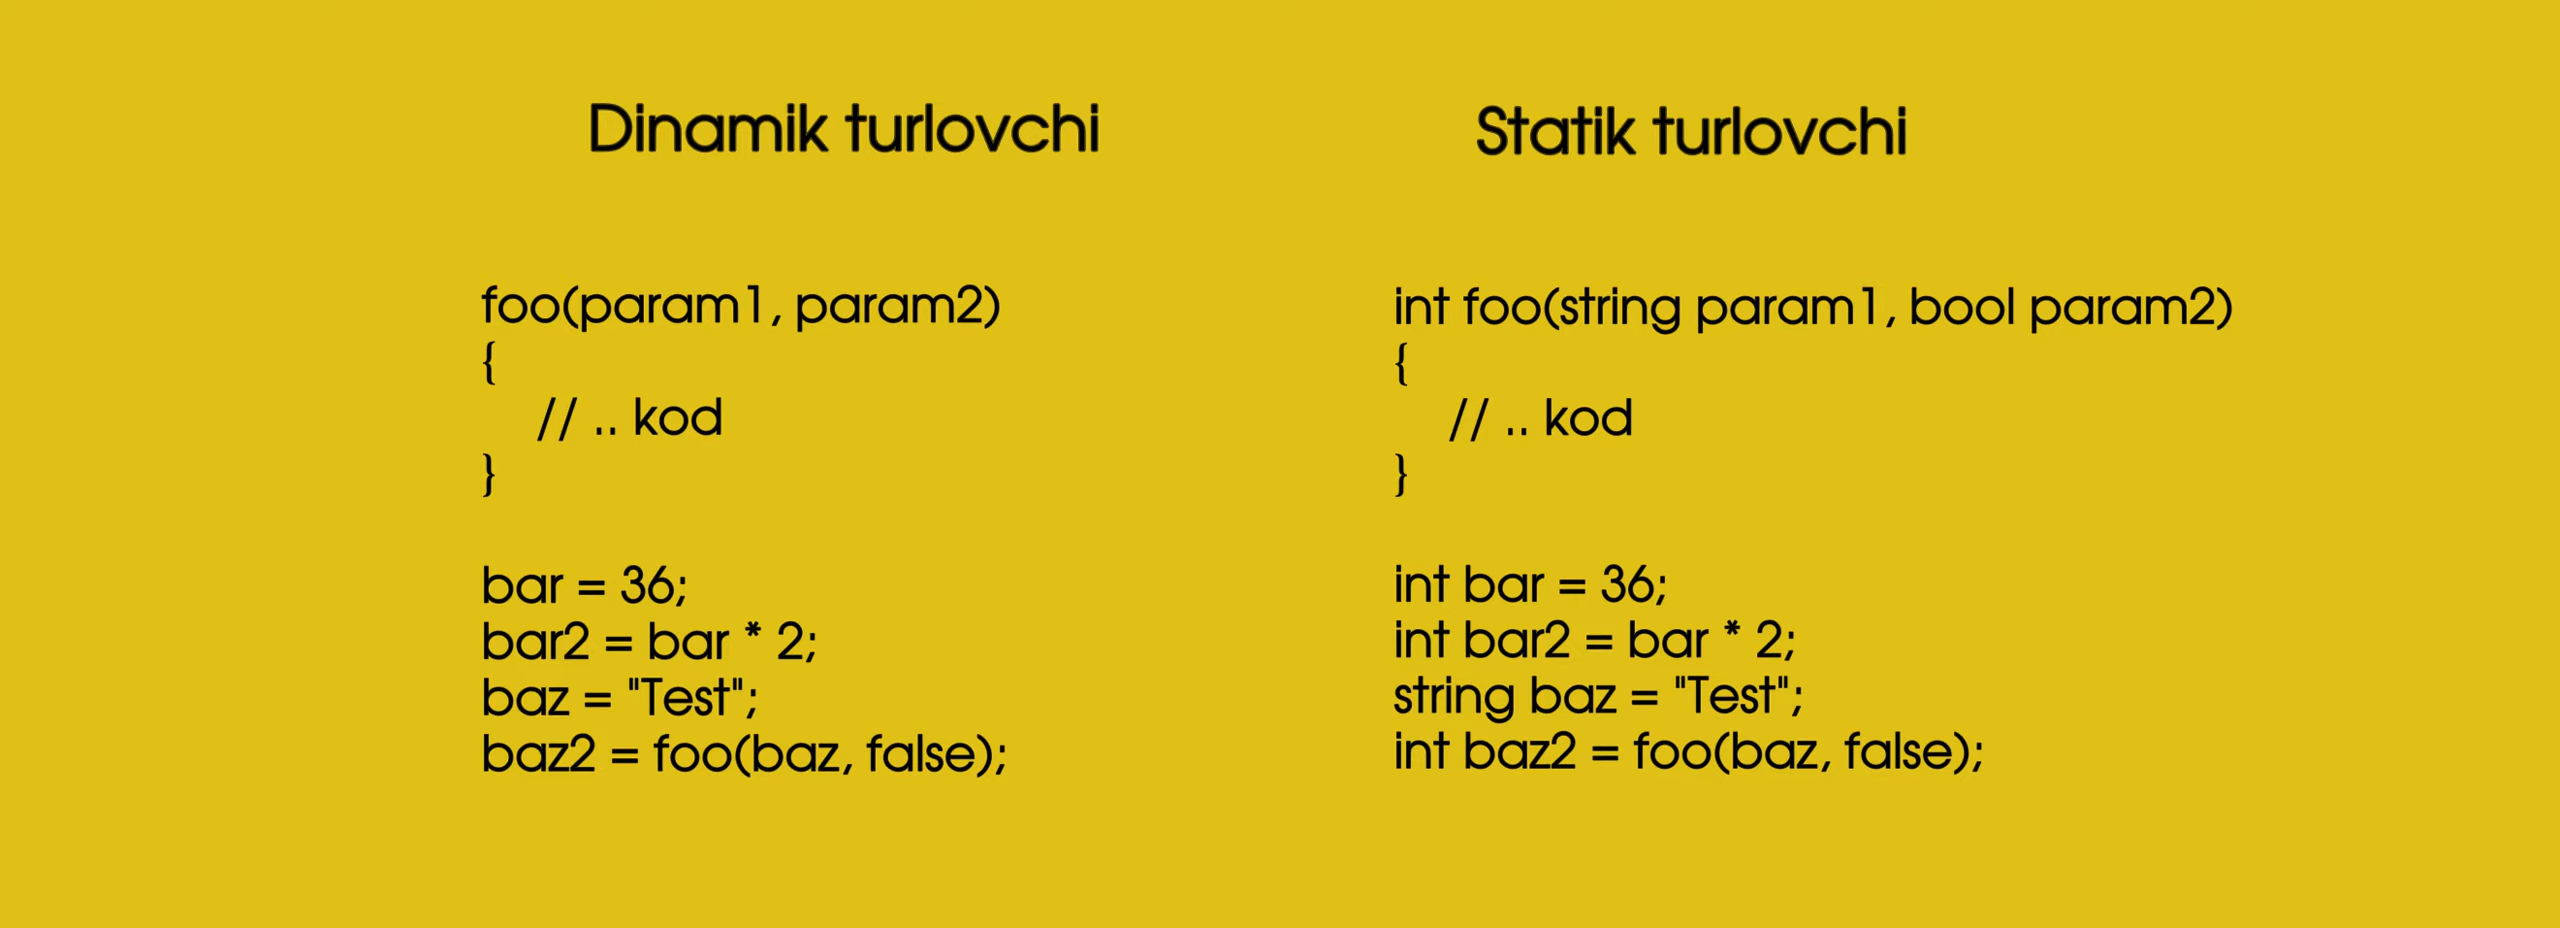 Dinamik turlovchi
foo(param1, param2)
{
// .. kod
}
bar = 36;
bar2 = bar * 2;
baz = "Test";
baz2 = foo(baz, false);
Statik turlovchi
int foo(string param1, bool param2)
{
// .. kod
}
int bar = 36;
int bar2 = bar * 2;
string baz = "Test";
int baz2 = foo(baz, false);